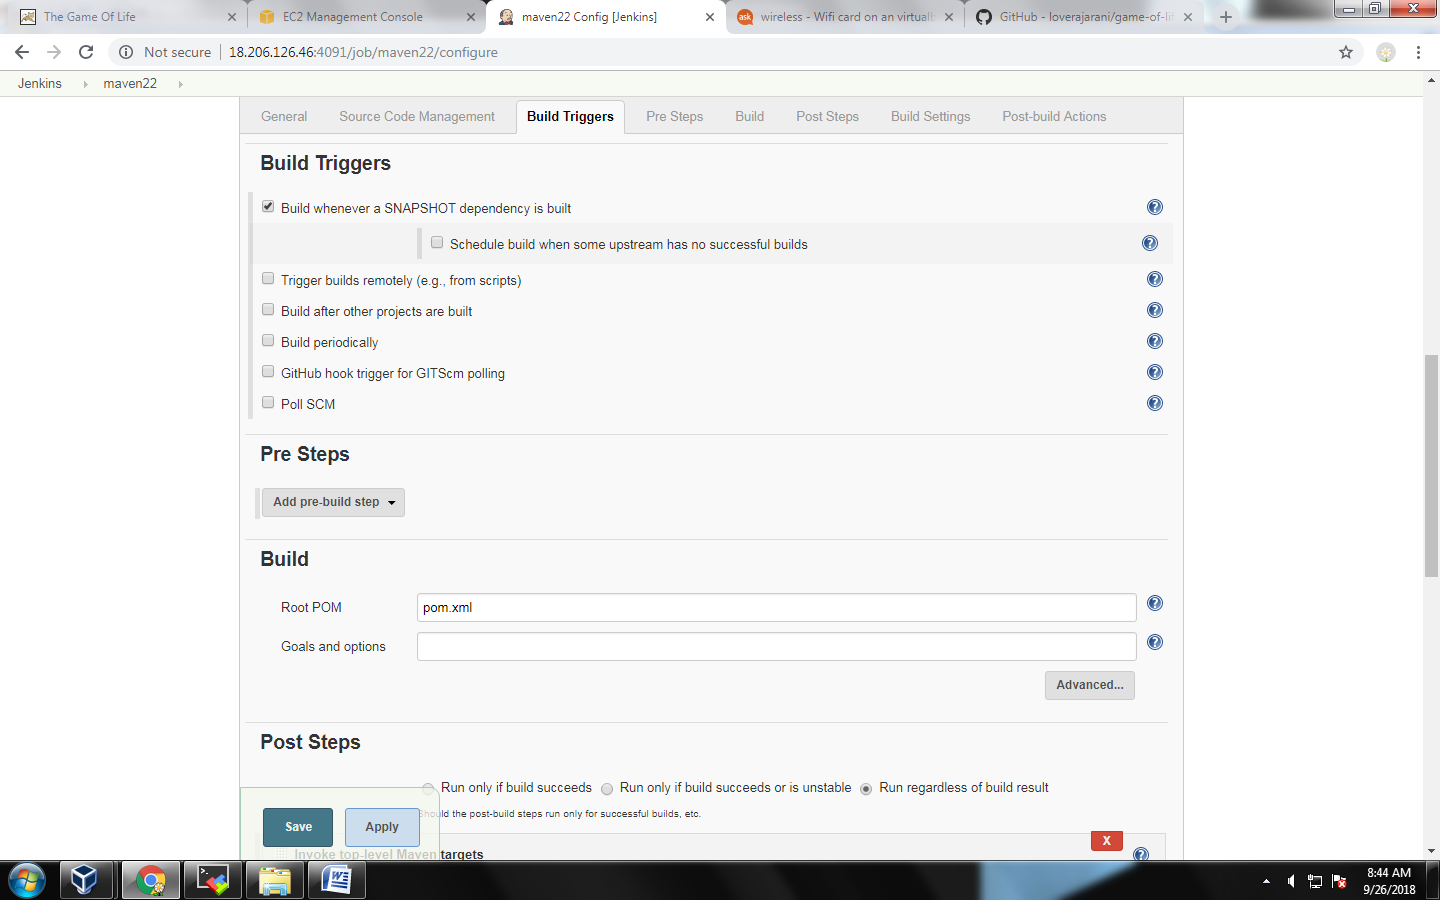 The Game Of Life
EC2 Management Console
maven22 Config [Jenkins]
ask
wireless - Wifi card on an virtualb
GitHub - loverajarani/game-of-lif
Not secure
18.206.126.46:4091/job/maven22/configure
Jenkins
maven22
General
Source Code Management
Build Triggers
Pre Steps
Build
Post Steps
Build Settings
Post-build Actions
Build Triggers
Build whenever a SNAPSHOT dependency is built
Schedule build when some upstream has no successful builds
Trigger builds remotely (e.g., from scripts)
Build after other projects are built
Build periodically
GitHub hook trigger for GITScm polling
Poll SCM
Pre Steps
Add pre-build step
Build
Root POM
pom.xml
Goals and options
Advanced...
Post Steps
Run only if build succeeds
Run only if build succeeds or is unstable
Run regardless of build result
Should the post-build steps run only for successful builds, etc.
Save
Apply
X
Invoke top-level Maven targets
8:44 AM
9/26/2018